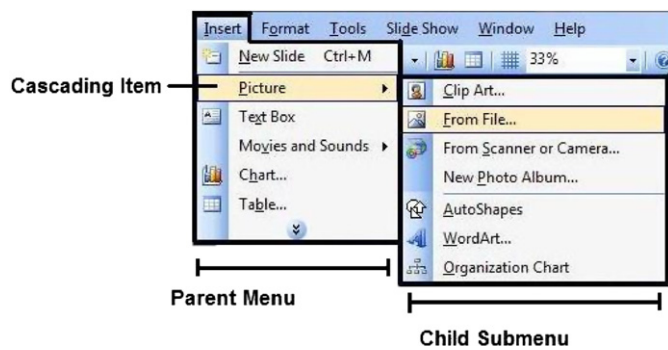 Insert Format Tools Slide Show Window Help
New Slide Ctrl+M
33%
Cascading Item
Picture
Clip Art...
Text Box
From File...
Movies and Sounds
From Scanner or Camera...
Chart...
New Photo Album...
Table...
AutoShapes
WordArt...
Organization Chart
Parent Menu
Child Submenu